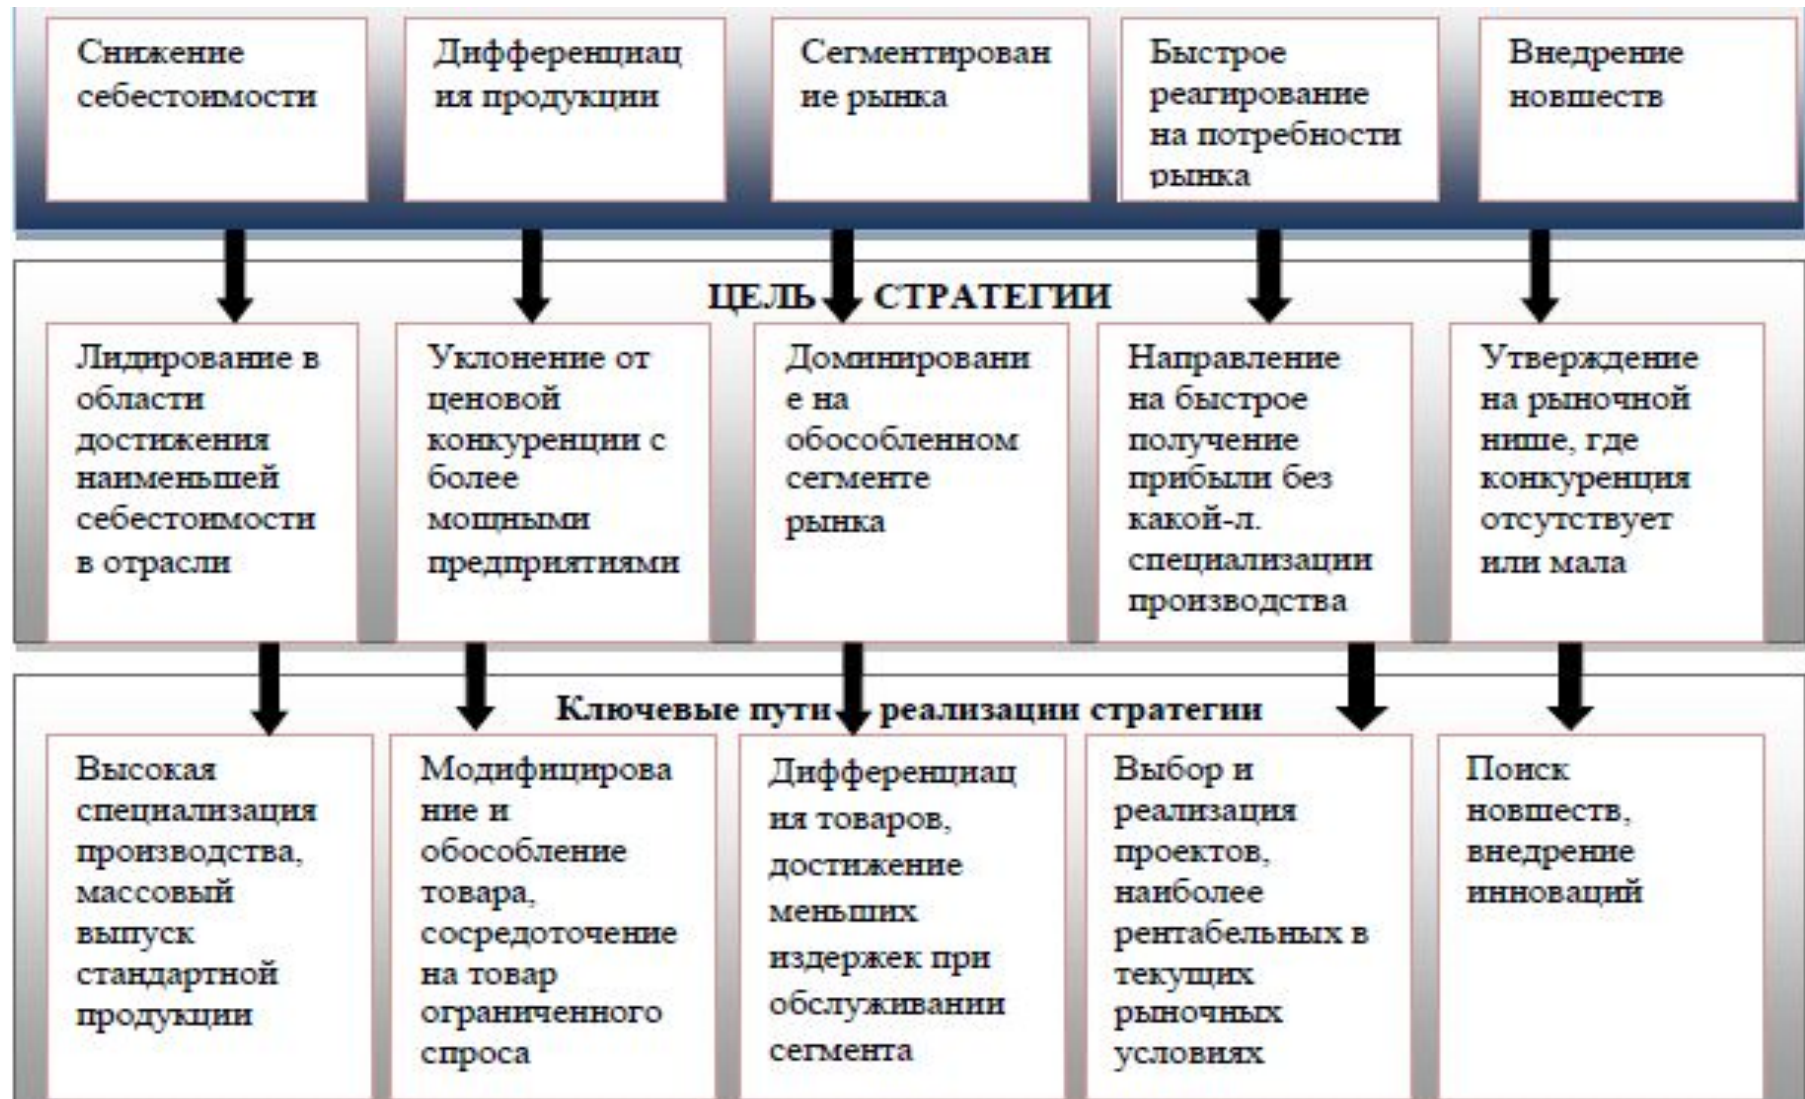 Снижение
себестоимости
Дифференциац
ия продукции
Сегментирован
ие рынка
Быстрое
реагирование
на потребности
рынка
Внедрение
новшеств
ЦЕЛЬ СТРАТЕГИИ
Лидирование в
области
достижения
наименьшей
себестоимости
в отрасли
Уклонение от
ценовой
конкуренции с
более
мощными
предприятиями
Доминировани
е на
обособленном
сегменте
рынка
Направление
на быстрое
получение
прибыли без
какой-л.
специализации
производства
Утверждение
на рыночной
нише, где
конкуренция
отсутствует
или мала
Ключевые пути реализации стратегии
Высокая
специализация
производства,
массовый
выпуск
стандартной
продукции
Модифицирова
ние и
обособление
товара,
сосредоточение
на товар
ограниченного
спроса
Дифференциац
ия товаров,
достижение
меньших
издержек при
обслуживании
сегмента
Выбор и
реализация
проектов,
наиболее
рентабельных в
текущих
рыночных
условиях
Поиск
новшеств,
внедрение
инноваций